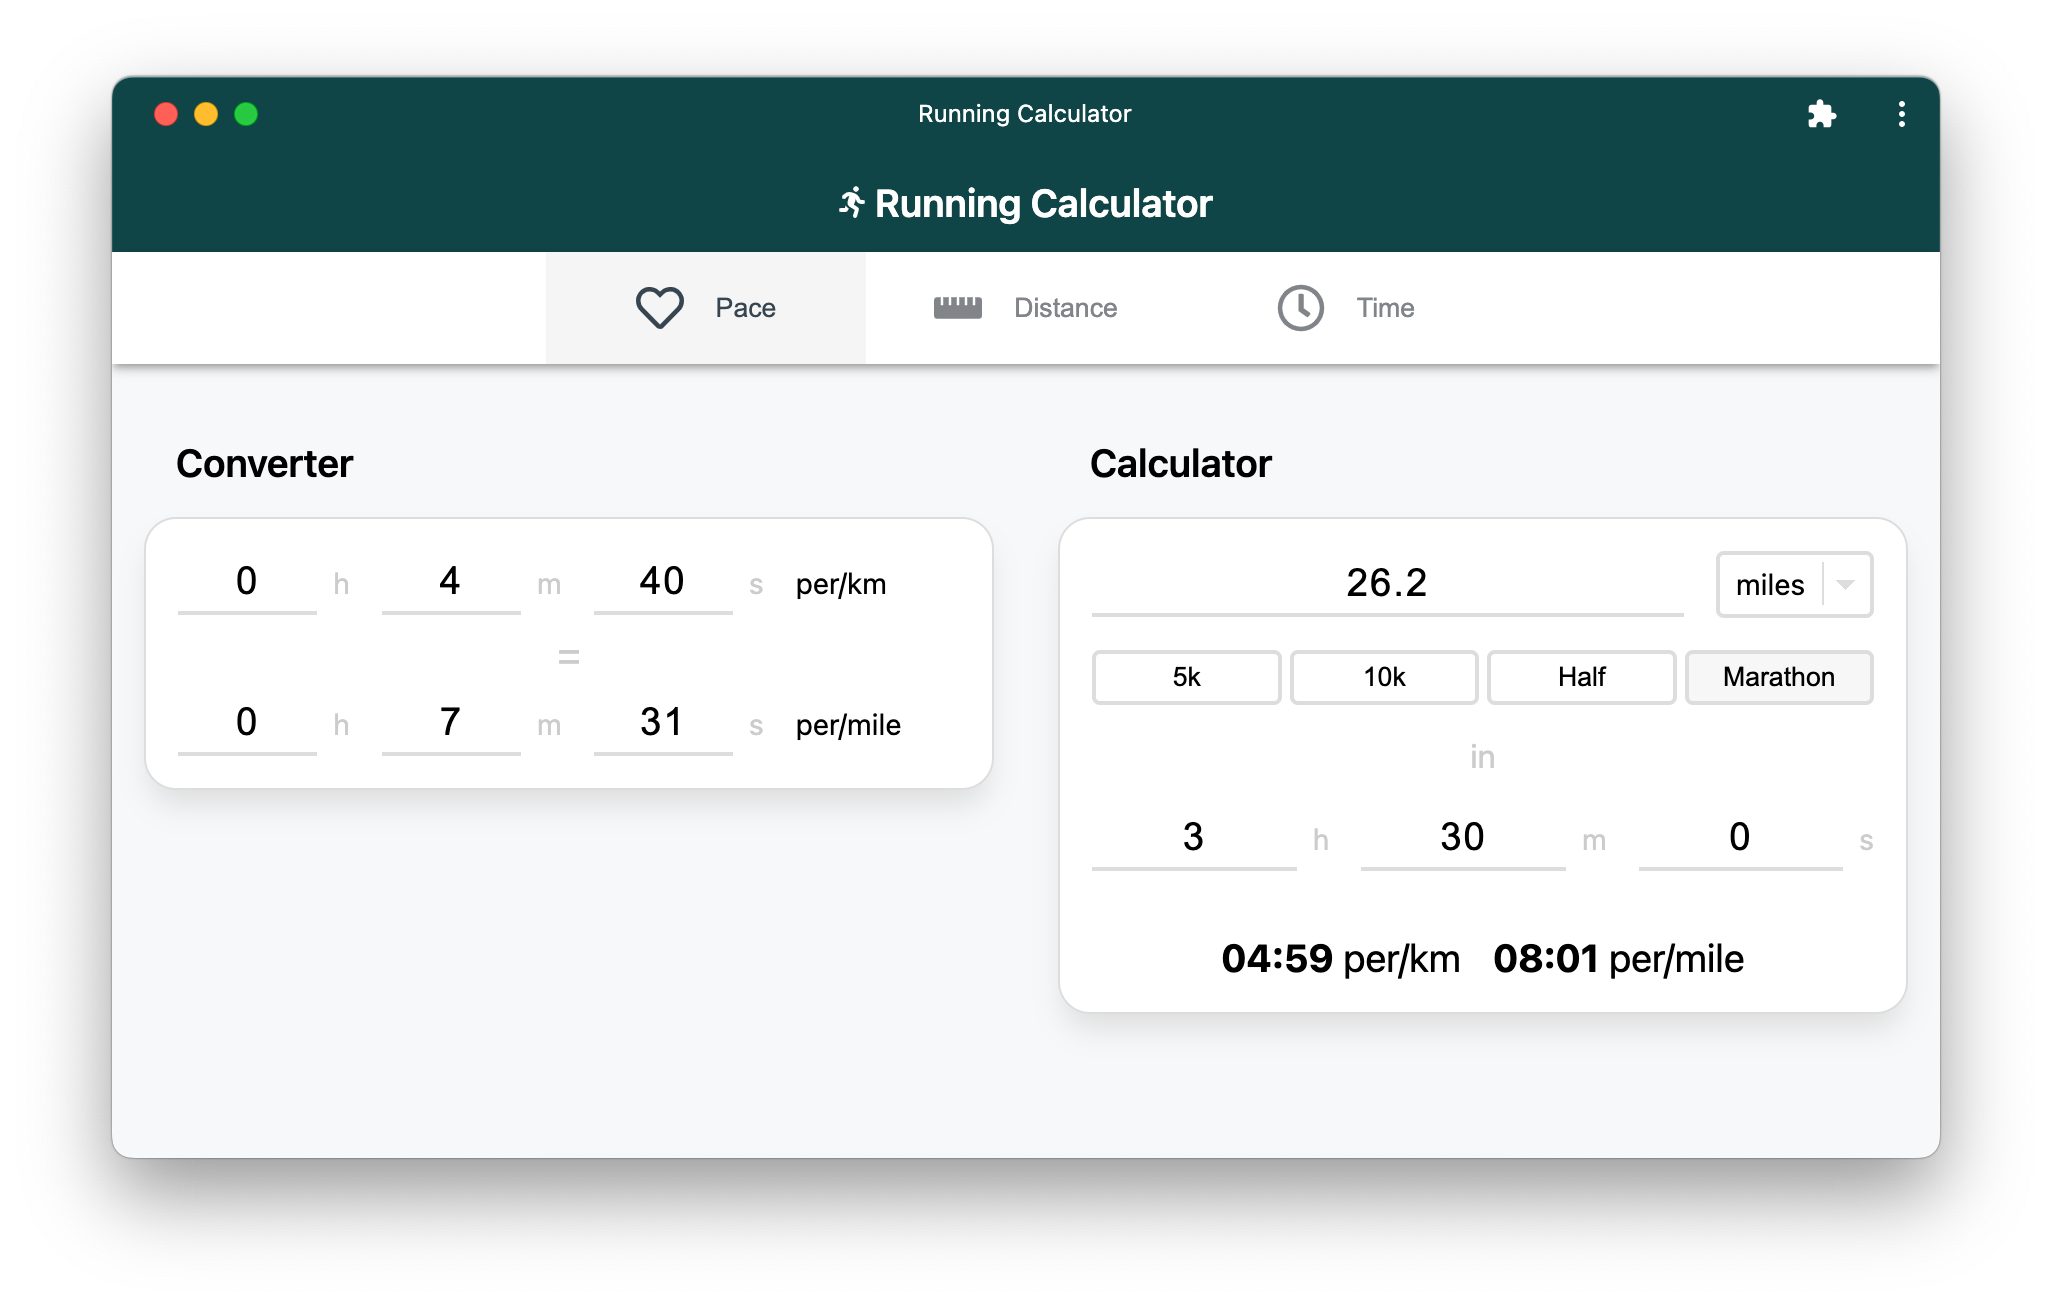 Running Calculator
Running Calculator
Pace
Distance
Time
Converter
0 h 4 m 40 s per/km
=
0 h 7 m 31 s per/mile
Calculator
26.2 miles
5k 10k Half Marathon
in
3 h 30 m 0 s
04:59 per/km 08:01 per/mile